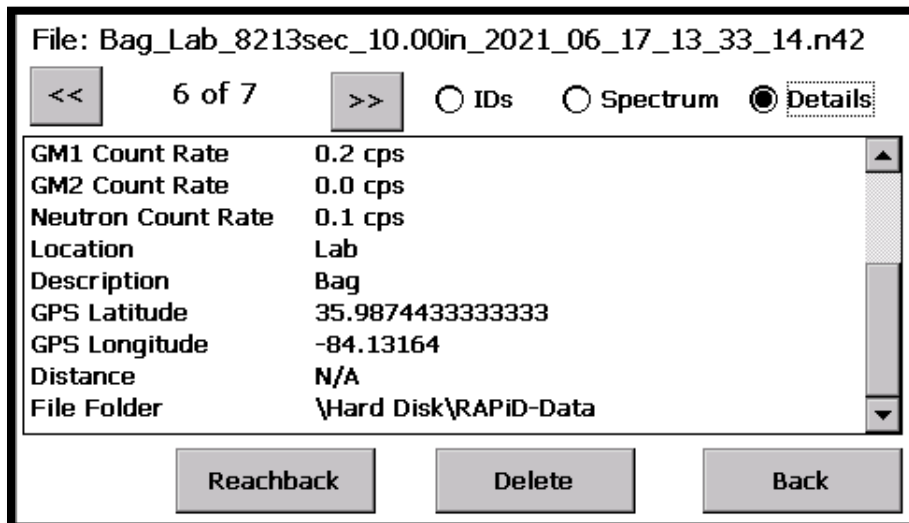 File: Bag_Lab_8213sec_10.00in_2021_06_17_13_33_14.n42
<< 6 of 7 >> IDs Spectrum Details
GM1 Count Rate 0.2 cps
GM2 Count Rate 0.0 cps
Neutron Count Rate 0.1 cps
Location Lab
Description Bag
GPS Latitude 35.9874433333333
GPS Longitude -84.13164
Distance N/A
File Folder \Hard Disk\RAPiD-Data
Reachback Delete Back